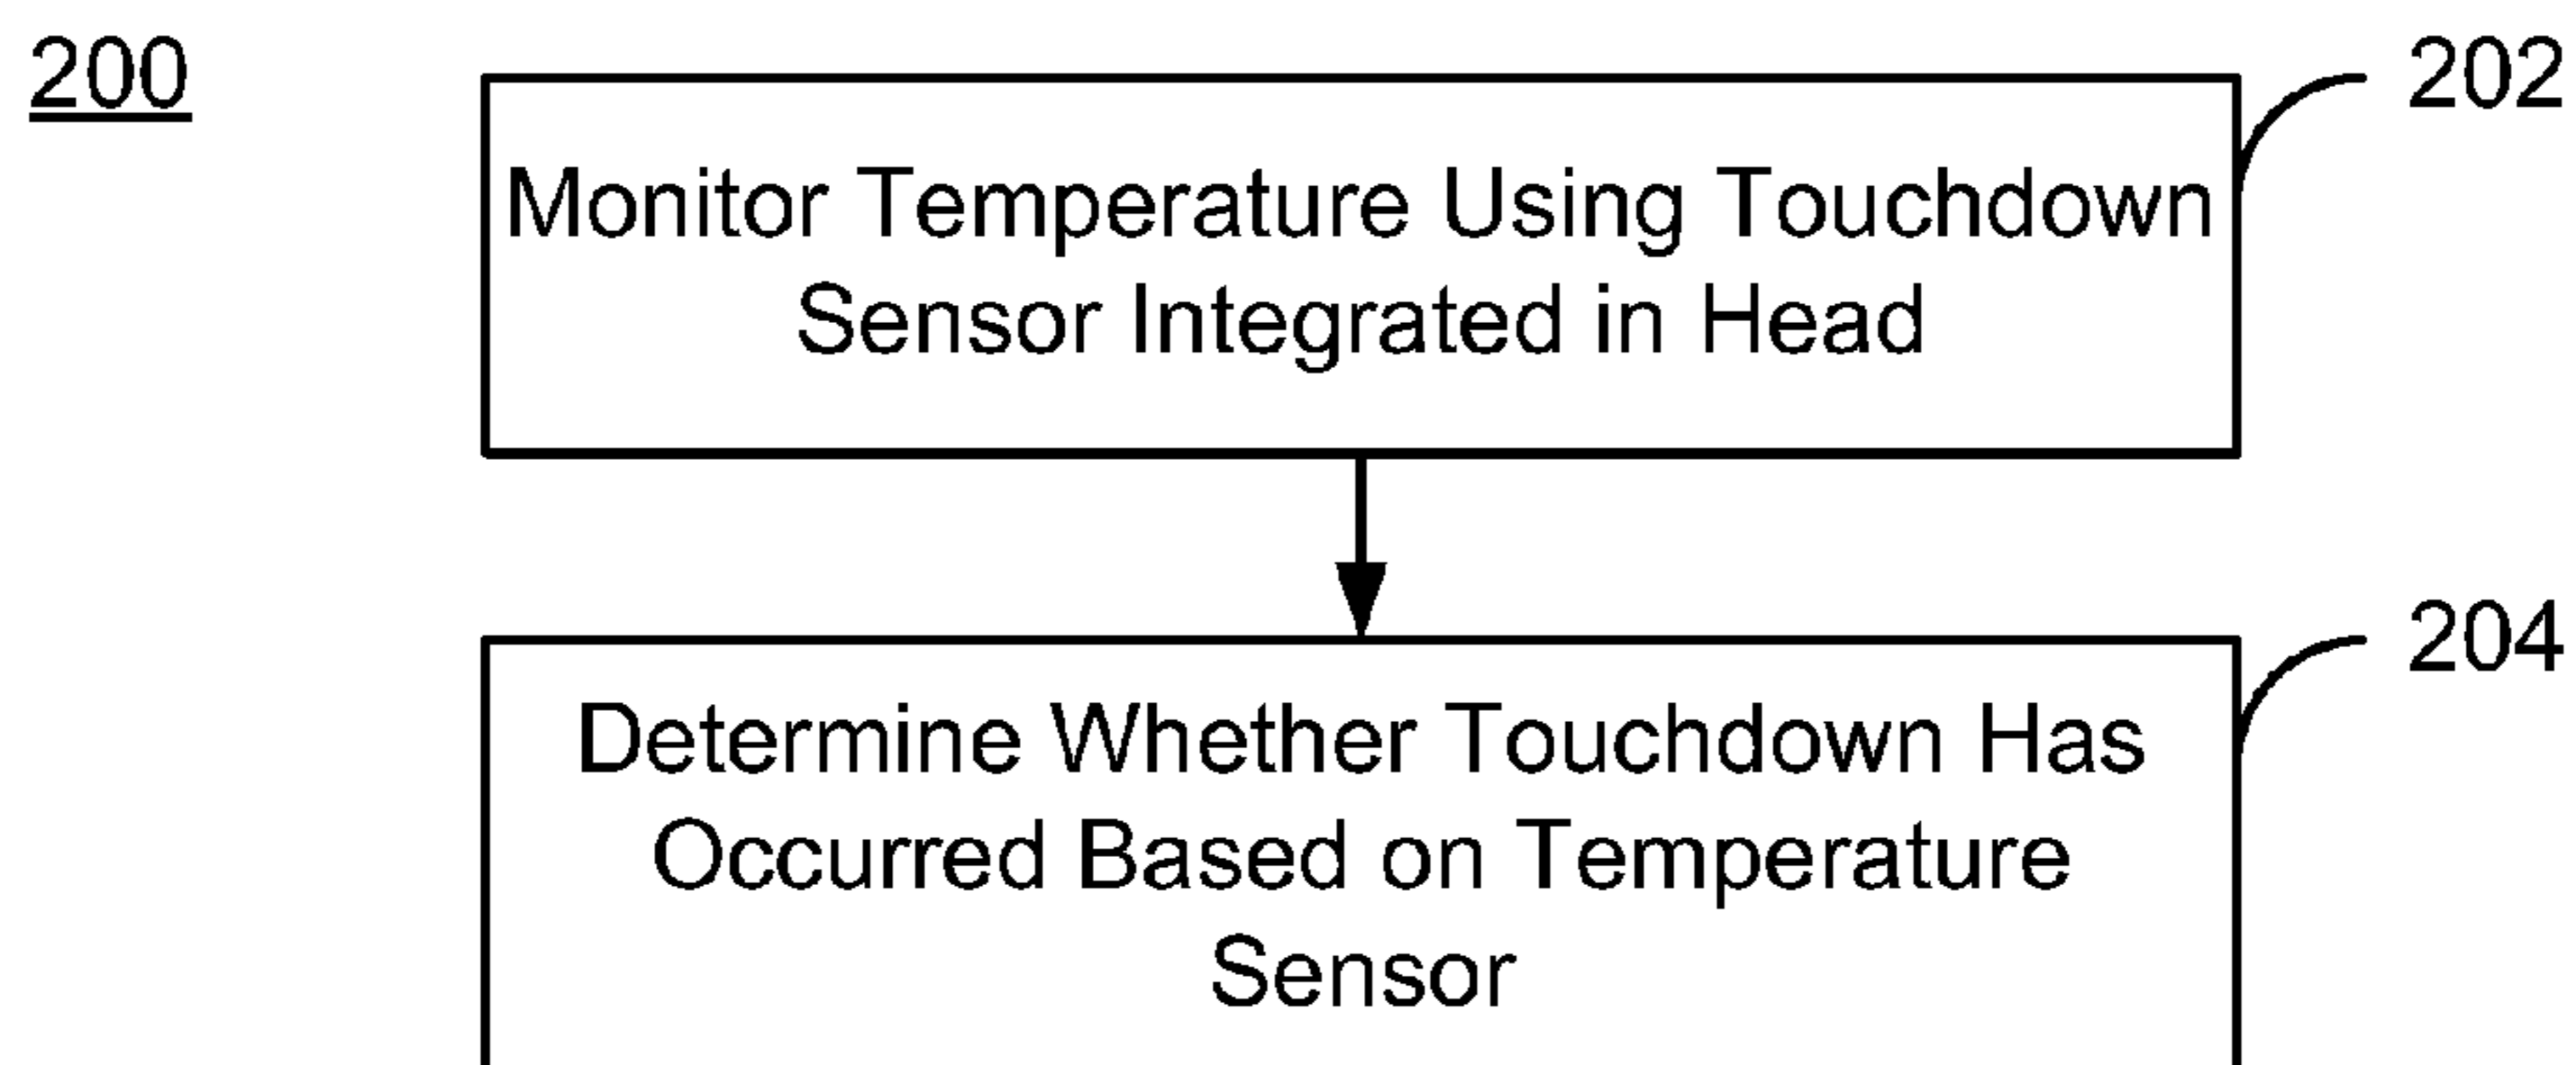 200
202
Monitor Temperature Using Touchdown
Sensor Integrated in Head
204
Determine Whether Touchdown Has
Occurred Based on Temperature
Sensor